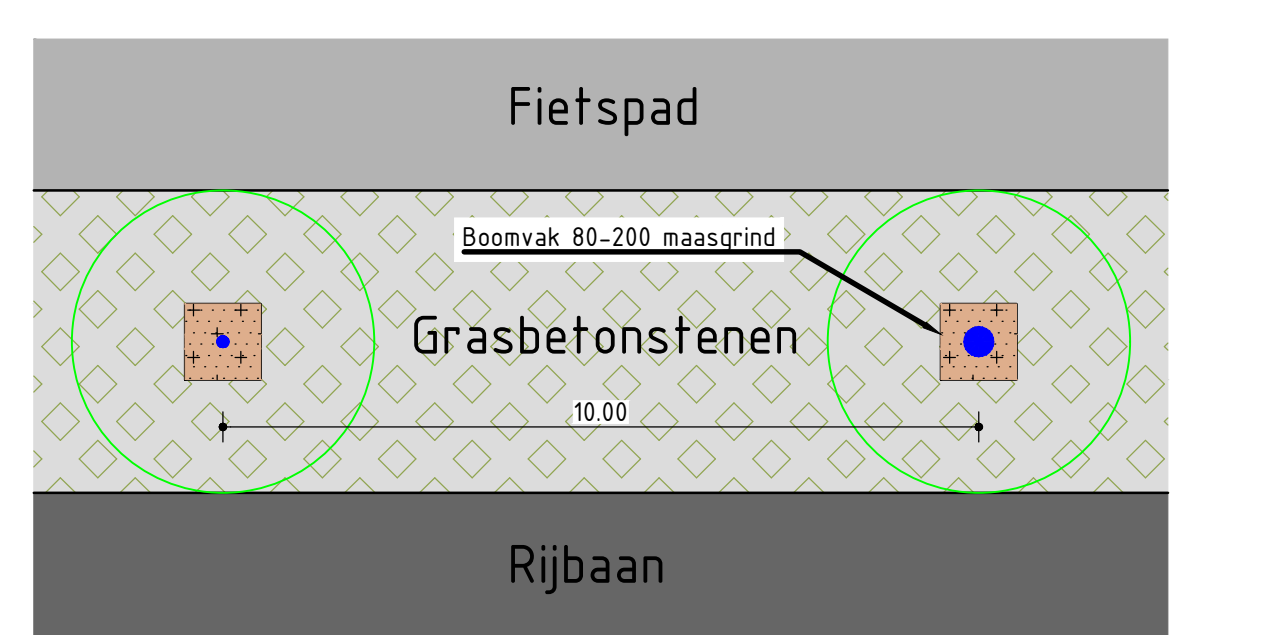 Fietspad
Boomvak 80-200 maasgrind
Grasbetonstenen
10.00
Rijbaan